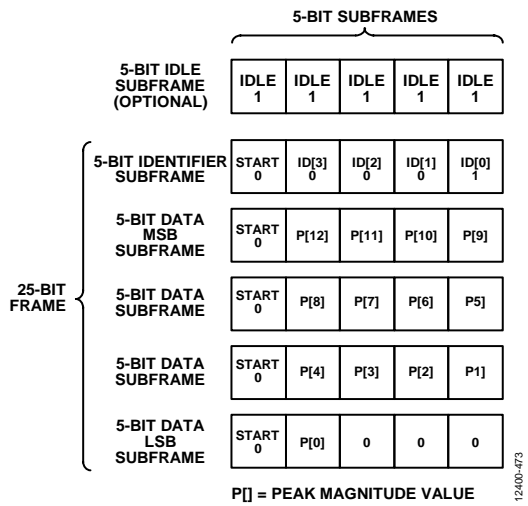 5-BIT SUBFRAMES
5-BIT IDLE
SUBFRAME
(OPTIONAL)
IDLE IDLE IDLE IDLE IDLE
1 1 1 1 1
5-BIT IDENTIFIER
SUBFRAME
START ID[3] ID[2] ID[1] ID[0]
0 0 0 0 1
5-BIT DATA
MSB
SUBFRAME
START
0
P[12] P[11] P[10] P[9]
25-BIT
FRAME
5-BIT DATA
SUBFRAME
START
0
P[8] P[7] P[6] P5]
5-BIT DATA
SUBFRAME
START
0
P[4] P[3] P[2] P1]
5-BIT DATA
LSB
SUBFRAME
START
0
P[0] 0 0 0
P[] = PEAK MAGNITUDE VALUE
12400-473